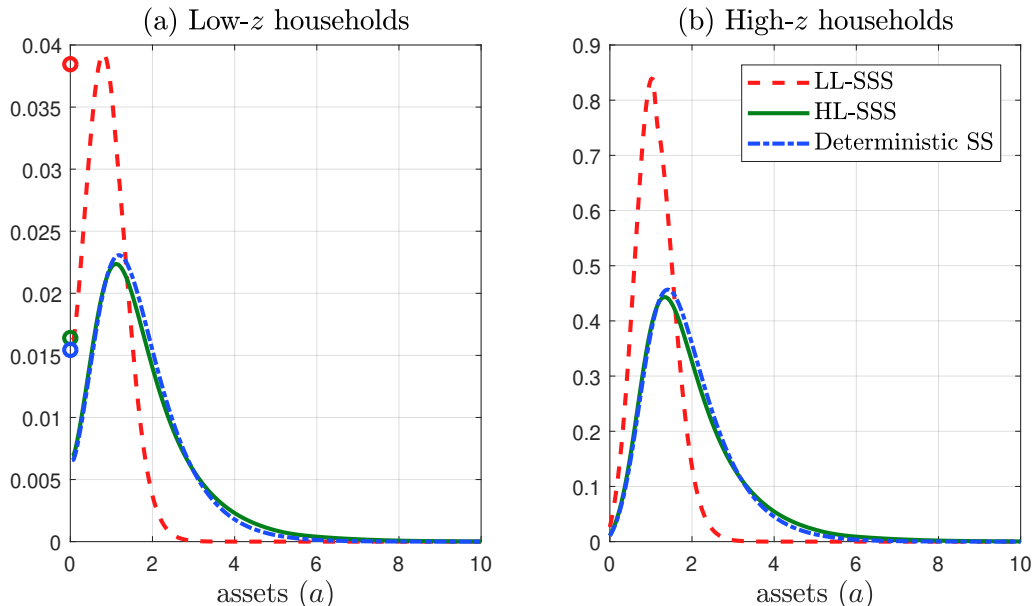 (a) Low-z households
0.04
0.035
0.03
0.025
0.02
0.015
0.01
0.005
0
0 2 4 6 8 10
assets (a)
(b) High-z households
0.9
0.8
0.7
0.6
0.5
0.4
0.3
0.2
0.1
0
LL-SSS
HL-SSS
Deterministic SS
0 2 4 6 8 10
assets (a)